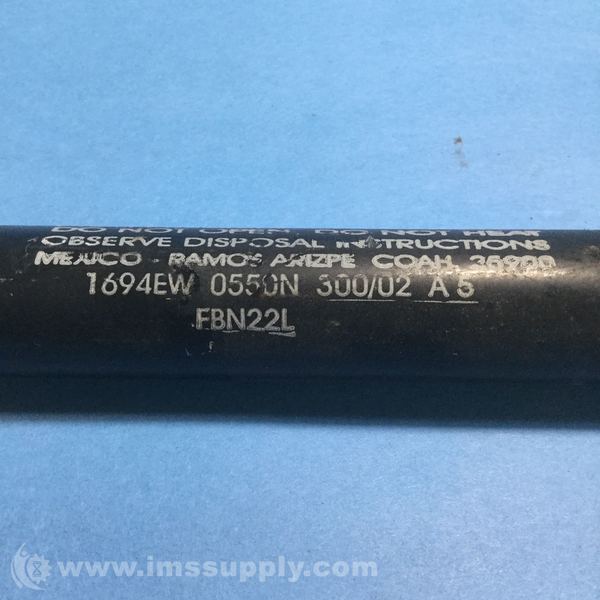 DO NOT OPEN DO NOT HEAT
OBSERVE DISPOSAL INSTRUCTIONS
MEXICO - RAMOS ARIZPE COAH. 25900
1694EW 0550N 300/02 A5
FBN22L
© www.imssupply.com/